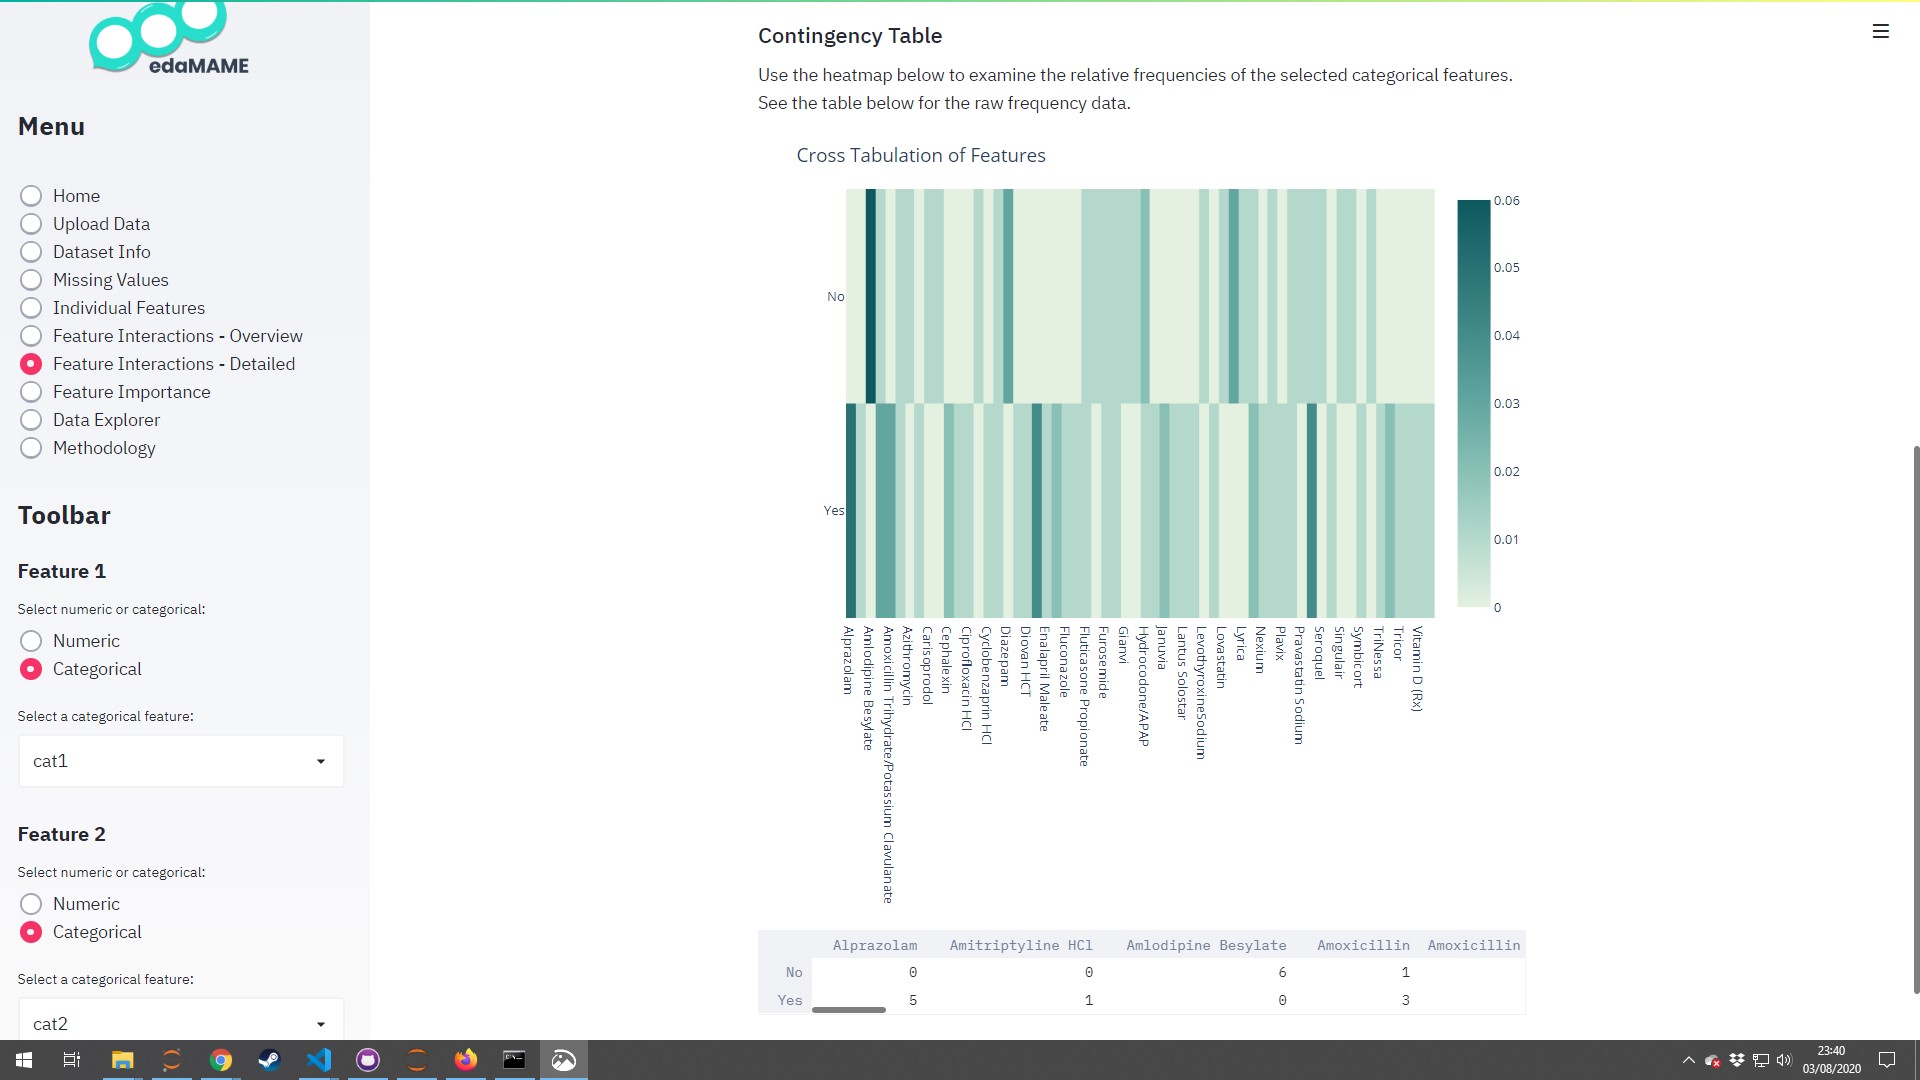 edaMAME
Menu
Home
Upload Data
Dataset Info
Missing Values
Individual Features
Feature Interactions - Overview
Feature Interactions - Detailed
Feature Importance
Data Explorer
Methodology
Toolbar
Feature 1
Select numeric or categorical:
Numeric
Categorical
Select a categorical feature:
cat1
Feature 2
Select numeric or categorical:
Numeric
Categorical
Select a categorical feature:
cat2
Contingency Table
Use the heatmap below to examine the relative frequencies of the selected categorical features.
See the table below for the raw frequency data.
Cross Tabulation of Features
No
Yes
0.06
0.05
0.04
0.03
0.02
0.01
0
Alprazolam
Amlodipine Besylate
Amoxicillin Trihydrate/Potassium Clavulanate
Azithromycin
Carisoprodol
Cephalexin
Ciprofloxacin HCl
Cyclobenzaprin HCl
Diazepam
Diovan HCT
Enalapril Maleate
Fluconazole
Fluticasone Propionate
Furosemide
Gianvi
Hydrocodone/APAP
Januvia
Lantus Solostar
LevothyroxineSodium
Lovastatin
Lyrica
Nexium
Plavix
Pravastatin Sodium
Seroquel
Singulair
Symbicort
TriNessa
Tricor
Vitamin D (Rx)
Alprazolam Amitriptyline HCl Amlodipine Besylate Amoxicillin Amoxicillin
No 0 0 6 1
Yes 5 1 0 3
23:40
03/08/2020